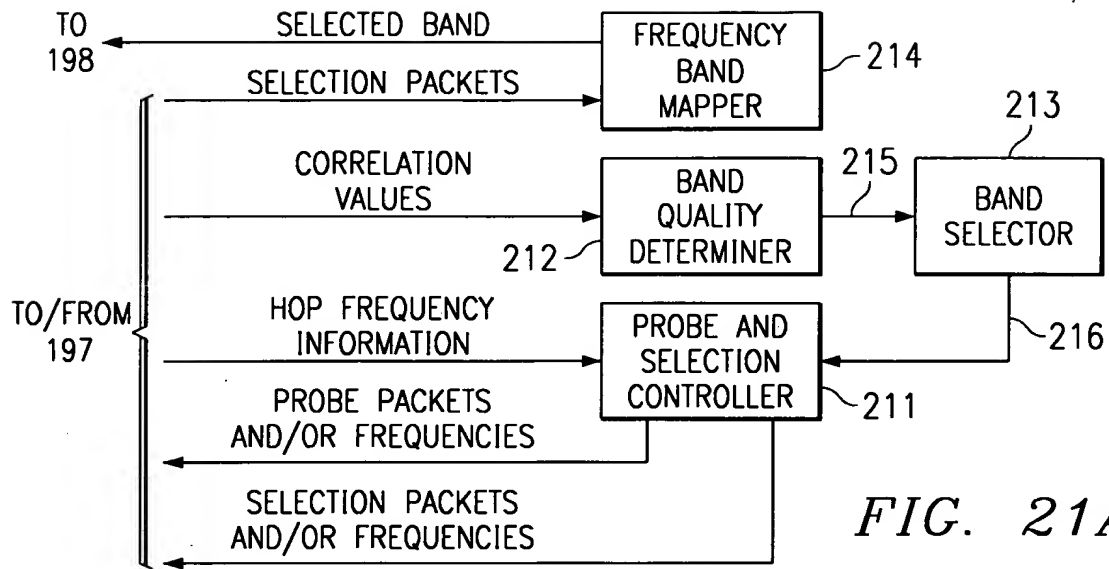 TO
198
SELECTED BAND
FREQUENCY
BAND
MAPPER
214
SELECTION PACKETS
213
CORRELATION
VALUES
BAND
QUALITY
DETERMINER
212
215
BAND
SELECTOR
TO/FROM
197
HOP FREQUENCY
INFORMATION
PROBE AND
SELECTION
CONTROLLER
211
216
PROBE PACKETS
AND/OR FREQUENCIES
SELECTION PACKETS
AND/OR FREQUENCIES
FIG. 21A